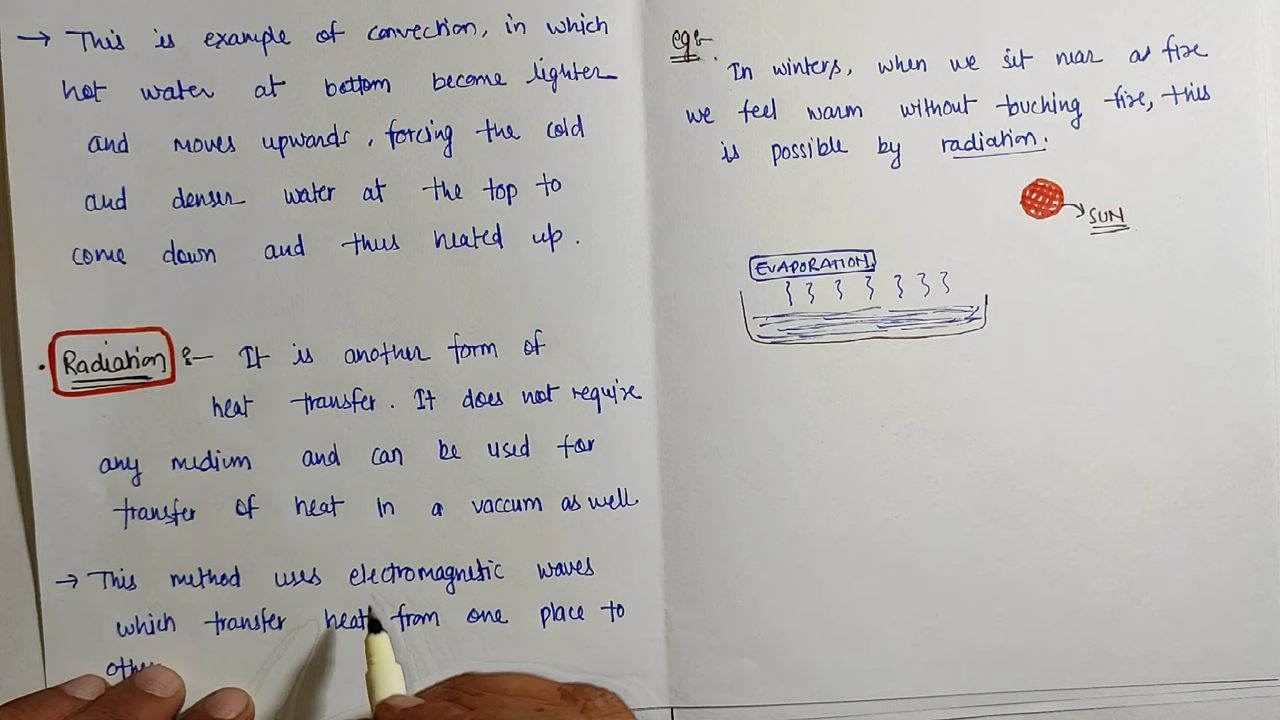 → This is example of convection, in which
hot water at bottom become lighter
and moves upwards, forcing the cold
and denser water at the top to
come down and thus heated up.
• Radiation :- It is another form of
heat transfer. It does not require
any medium and can be used for
transfer of heat in a vaccum as well
→ This method uses electromagnetic waves
which transfer heat from one place to
other
eg:-
In winters, when we sit near a fire
we feel warm without touching fire, this
is possible by radiation.
SUN
EVAPORATION